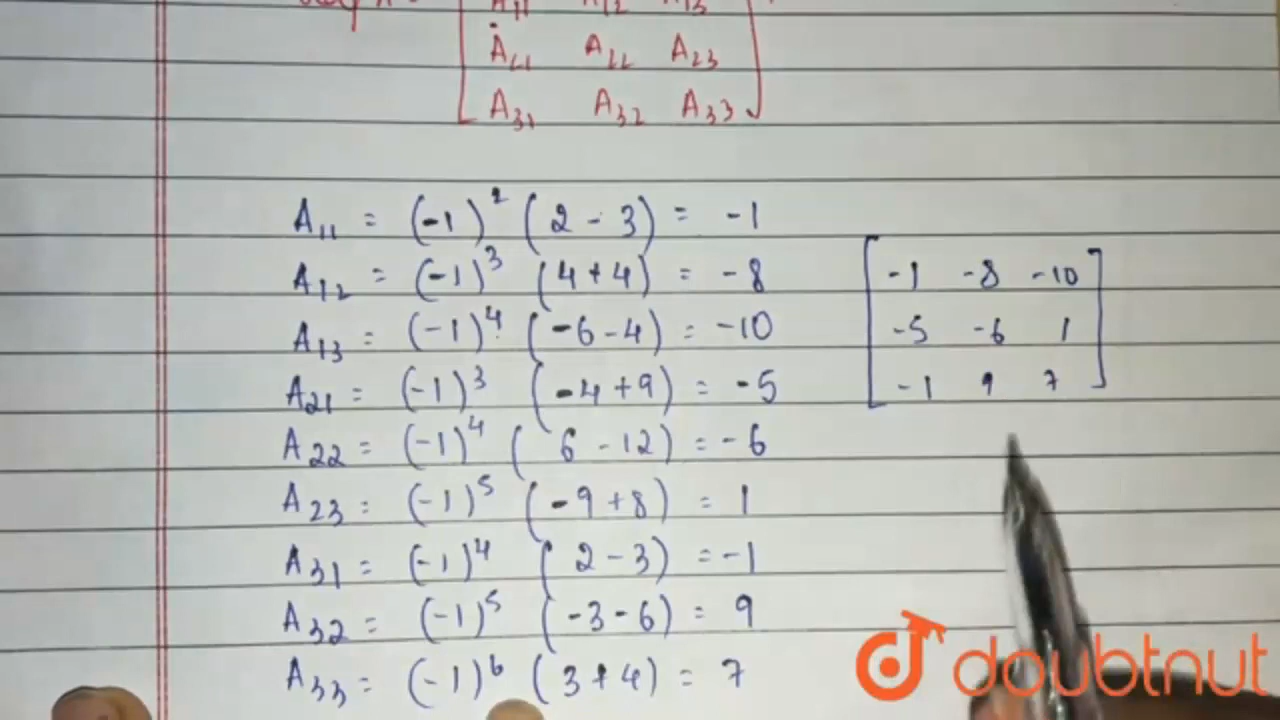 A₁₁ A₁₂ A₁₃
A₂₁ A₂₂ A₂₃
A₃₁ A₃₂ A₃₃
A₁₁ = (-1)² (2 - 3) = -1
A₁₂ = (-1)³ (4 + 4) = -8
A₁₃ = (-1)⁴ (-6 - 4) = -10
A₂₁ = (-1)³ (-4 + 9) = -5
A₂₂ = (-1)⁴ (6 - 12) = -6
A₂₃ = (-1)⁵ (-9 + 8) = 1
A₃₁ = (-1)⁴ (2 - 3) = -1
A₃₂ = (-1)⁵ (-3 - 6) = 9
A₃₃ = (-1)⁶ (3 + 4) = 7
-1 -8 -10
-5 -6 1
-1 9 7
doubtnut